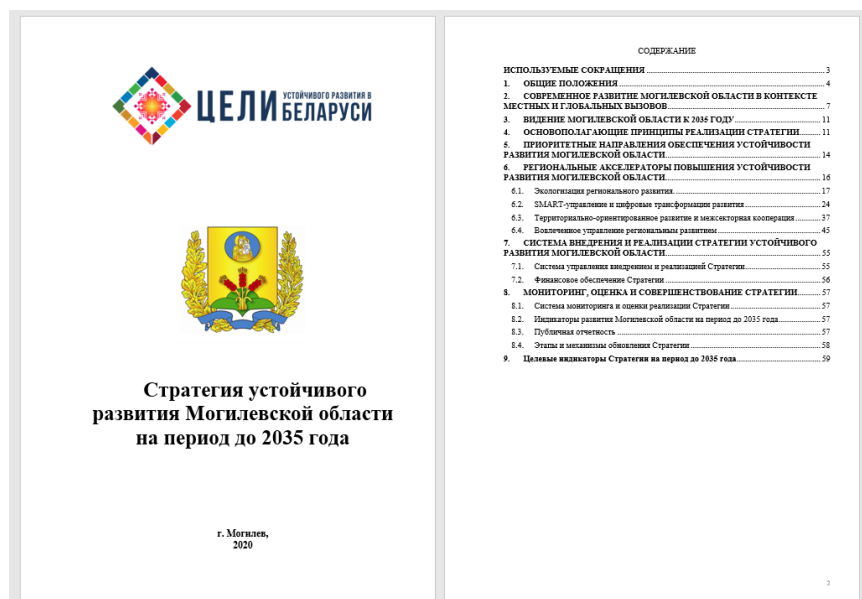 ЦЕЛИ УСТОЙЧИВОГО РАЗВИТИЯ В
БЕЛАРУСИ
Стратегия устойчивого
развития Могилевской области
на период до 2035 года
г. Могилев,
2020
СОДЕРЖАНИЕ
ИСПОЛЬЗУЕМЫЕ СОКРАЩЕНИЯ 3
1. ОБЩИЕ ПОЛОЖЕНИЯ 4
2. СОВРЕМЕННОЕ РАЗВИТИЕ МОГИЛЕВСКОЙ ОБЛАСТИ В КОНТЕКСТЕ
МЕСТНЫХ И ГЛОБАЛЬНЫХ ВЫЗОВОВ 7
3. ВИДЕНИЕ МОГИЛЕВСКОЙ ОБЛАСТИ К 2035 ГОДУ 11
4. ОСНОВОПОЛАГАЮЩИЕ ПРИНЦИПЫ РЕАЛИЗАЦИИ СТРАТЕГИИ 11
5. ПРИОРИТЕТНЫЕ НАПРАВЛЕНИЯ ОБЕСПЕЧЕНИЯ УСТОЙЧИВОСТИ
РАЗВИТИЯ МОГИЛЕВСКОЙ ОБЛАСТИ 14
6. РЕГИОНАЛЬНЫЕ АКСЕЛЕРАТОРЫ ПОВЫШЕНИЯ УСТОЙЧИВОСТИ
РАЗВИТИЯ МОГИЛЕВСКОЙ ОБЛАСТИ 16
6.1. Экологизация регионального развития. 17
6.2. SMART-управление и цифровые трансформации развития 24
6.3. Территориально-ориентированное развитие и межсекторная кооперация 37
6.4. Вовлеченное управление региональным развитием 45
7. СИСТЕМА ВНЕДРЕНИЯ И РЕАЛИЗАЦИИ СТРАТЕГИИ УСТОЙЧИВОГО
РАЗВИТИЯ МОГИЛЕВСКОЙ ОБЛАСТИ 55
7.1. Система управления внедрением и реализацией Стратегии 55
7.2. Финансовое обеспечение Стратегии 56
8. МОНИТОРИНГ, ОЦЕНКА И СОВЕРШЕНСТВОВАНИЕ СТРАТЕГИИ 57
8.1. Система мониторинга и оценки реализации Стратегии 57
8.2. Индикаторы развития Могилевской области на период до 2035 года 57
8.3. Публичная отчетность 57
8.4. Этапы и механизмы обновления Стратегии 58
9. Целевые индикаторы Стратегии на период до 2035 года 59
2